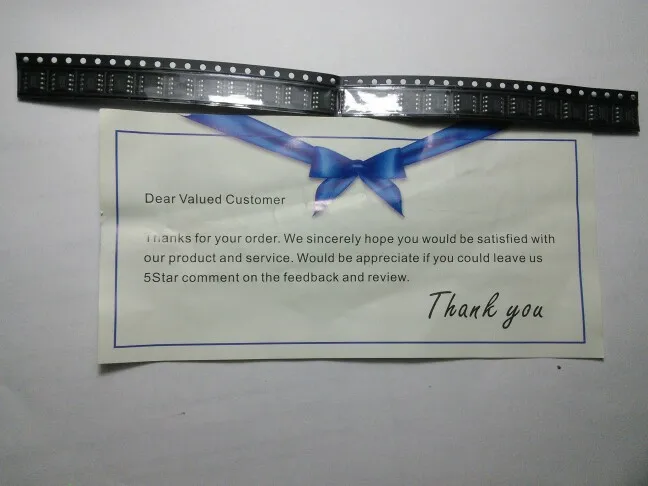 Dear Valued Customer
Thanks for your order. We sincerely hope you would be satisfied with
our product and service. Would be appreciate if you could leave us
5Star comment on the feedback and review.
Thank you